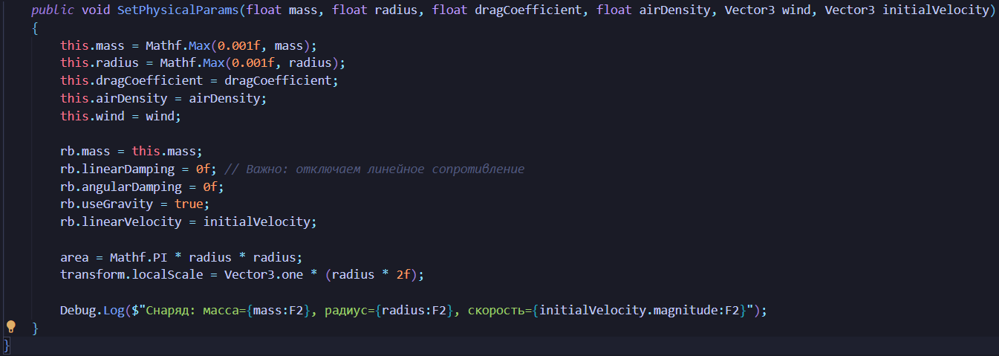 public void SetPhysicalParams(float mass, float radius, float dragCoefficient, float airDensity, Vector3 wind, Vector3 initialVelocity)
{
this.mass = Mathf.Max(0.001f, mass);
this.radius = Mathf.Max(0.001f, radius);
this.dragCoefficient = dragCoefficient;
this.airDensity = airDensity;
this.wind = wind;
rb.mass = this.mass;
rb.linearDamping = 0f; // Важно: отключаем линейное сопротивление
rb.angularDamping = 0f;
rb.useGravity = true;
rb.linearVelocity = initialVelocity;
area = Mathf.PI * radius * radius;
transform.localScale = Vector3.one * (radius * 2f);
Debug.Log($"Снаряд: масса={mass:F2}, радиус={radius:F2}, скорость={initialVelocity.magnitude:F2}");
}
}